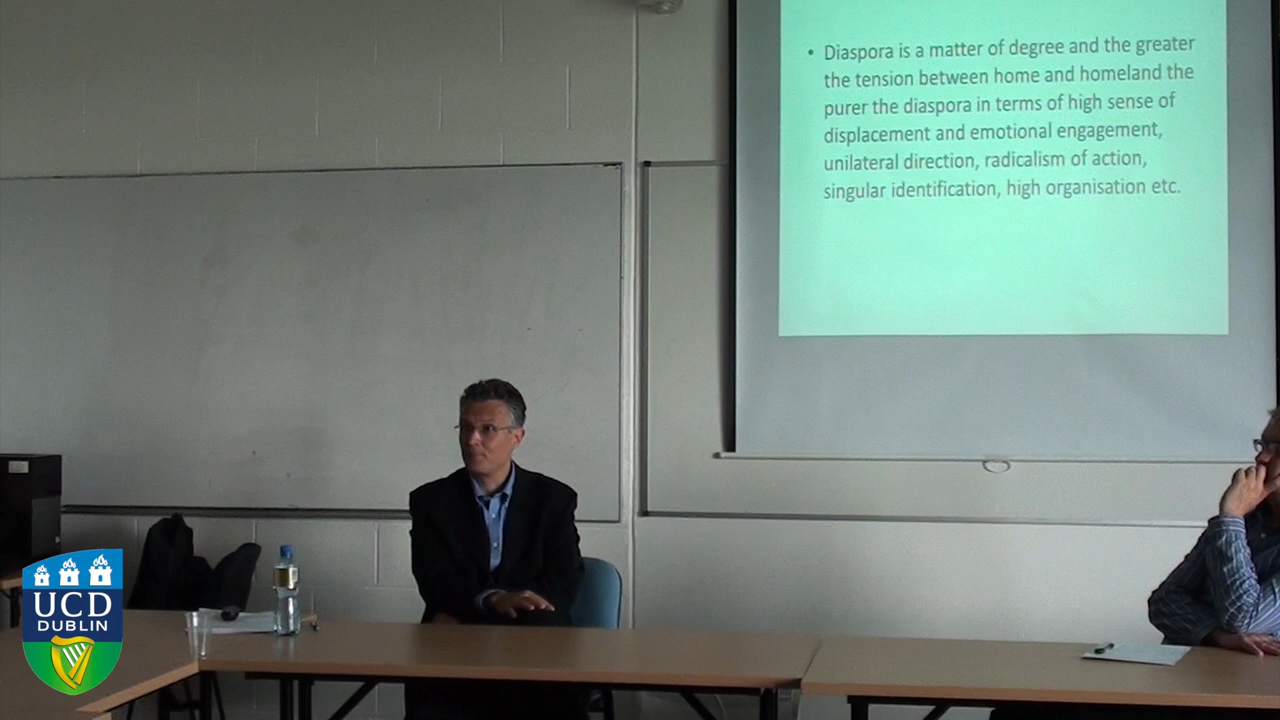 • Diaspora is a matter of degree and the greater
the tension between home and homeland the
purer the diaspora in terms of high sense of
displacement and emotional engagement,
unilateral direction, radicalism of action,
singular identification, high organisation etc.
UCD
DUBLIN